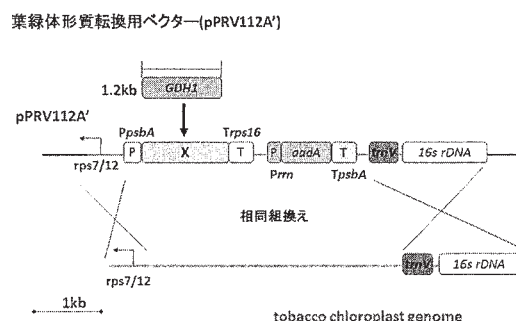 葉緑体形質転換用ベクター(pPRV112A')
1.2kb GDH1
pPRV112A'
PpsbA Trps16
rps7/12 P X T P aadA T trnV 16s rDNA
Prrn TpsbA
相同組換え
trnV 16s rDNA
rps7/12
1kb
tobacco chloroplast genome